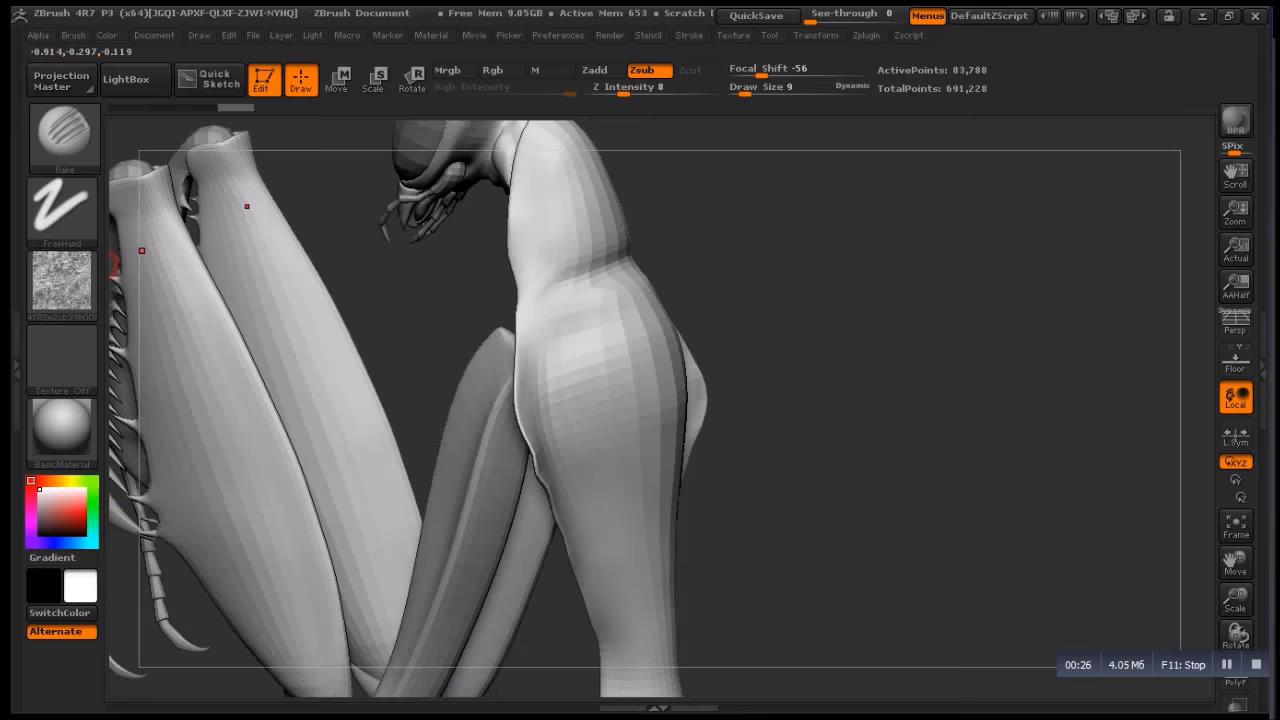 ZBrush 4R7 P3 (x64)[JGQI-APXF-QLXF-ZJWI-NYHQ] ZBrush Document • Free Mem 9.05GB • Active Mem 653 • Scratch QuickSave See-through 0 Menus DefaultZScript
Alpha Brush Color Document Draw Edit File Layer Light Macro Marker Material Movie Picker Preferences Render Stencil Stroke Texture Tool Transform Zplugin Zscript
-0.914,-0.297,-0.119
Projection Master
LightBox
Quick Sketch
Edit
Draw
Move
Scale
Rotate
Mrgb Rgb M Zadd Zsub Zcut
Rgb Intensity
Z Intensity 8
Focal Shift -56
Draw Size 9
Dynamic
ActivePoints: 83,788
TotalPoints: 691,228
Rake
FreeHand
Texture Off
BasicMaterial
Gradient
SwitchColor
Alternate
BPR
SPix
Scroll
Zoom
Actual
AAHalf
Dynamic
Persp
Floor
Local
L.Sym
XYZ
Frame
Move
Scale
Rotate
PolyF
00:26 4.05 Мб F11: Stop